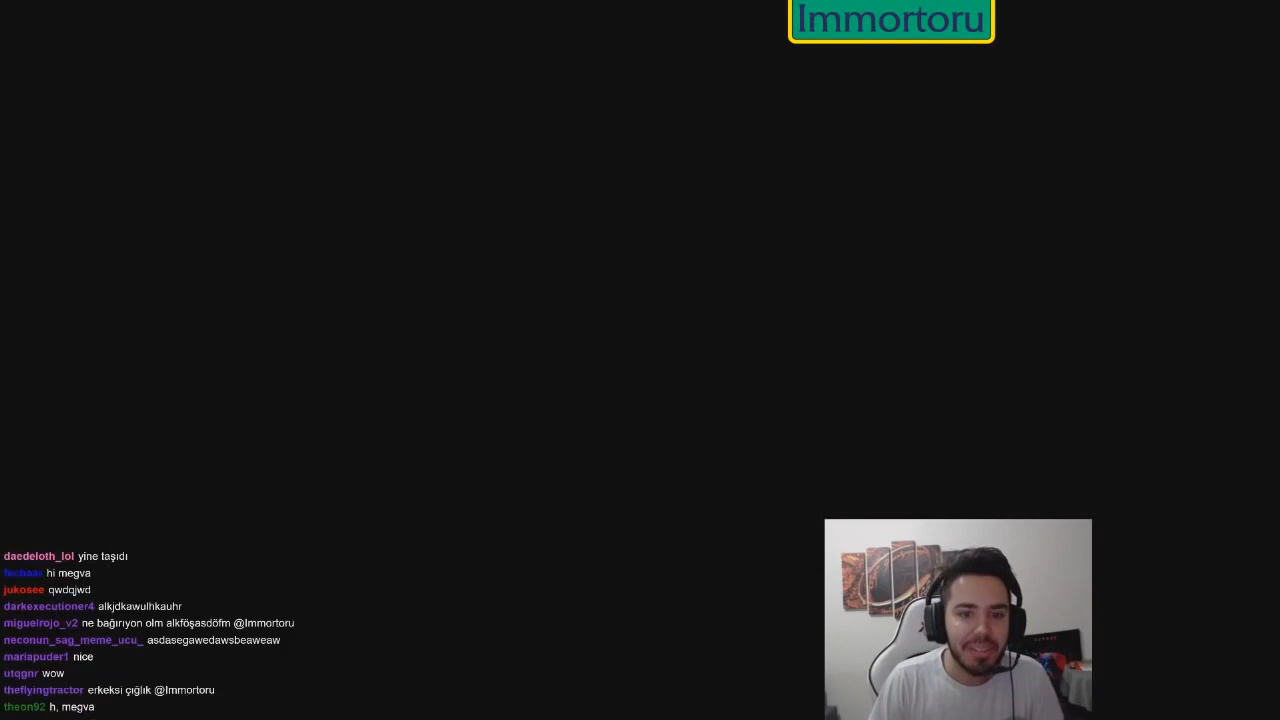 Immortoru
daedeloth_lol yine taşıdı
hi megva
jukosee qwdqjwd
darkexecutioner4 alkjdkawulhkauhr
miguelrojo_v2 ne bağırıyon olm alkföşasdöfm @Immortoru
neconun_sag_meme_ucu_ asdasegawedawsbeaweaw
mariapuder1 nice
utqgnr wow
theflyingtractor erkeksi çığlık @Immortoru
theon92 h, megva